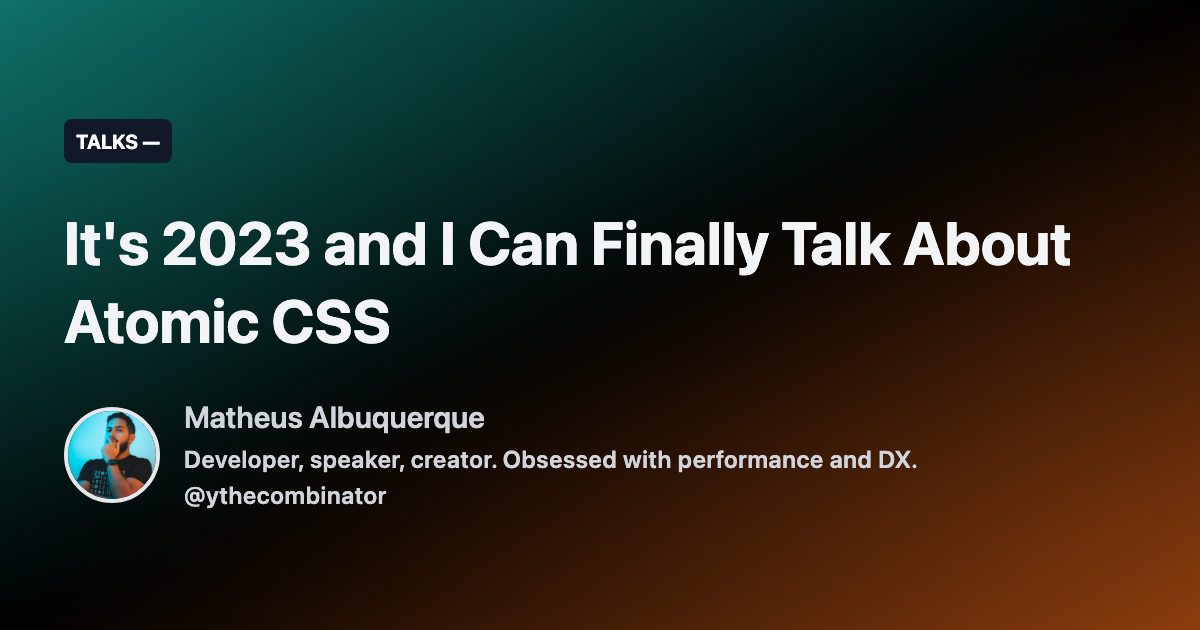 TALKS —
It's 2023 and I Can Finally Talk About
Atomic CSS
Matheus Albuquerque
Developer, speaker, creator. Obsessed with performance and DX.
@ythecombinator